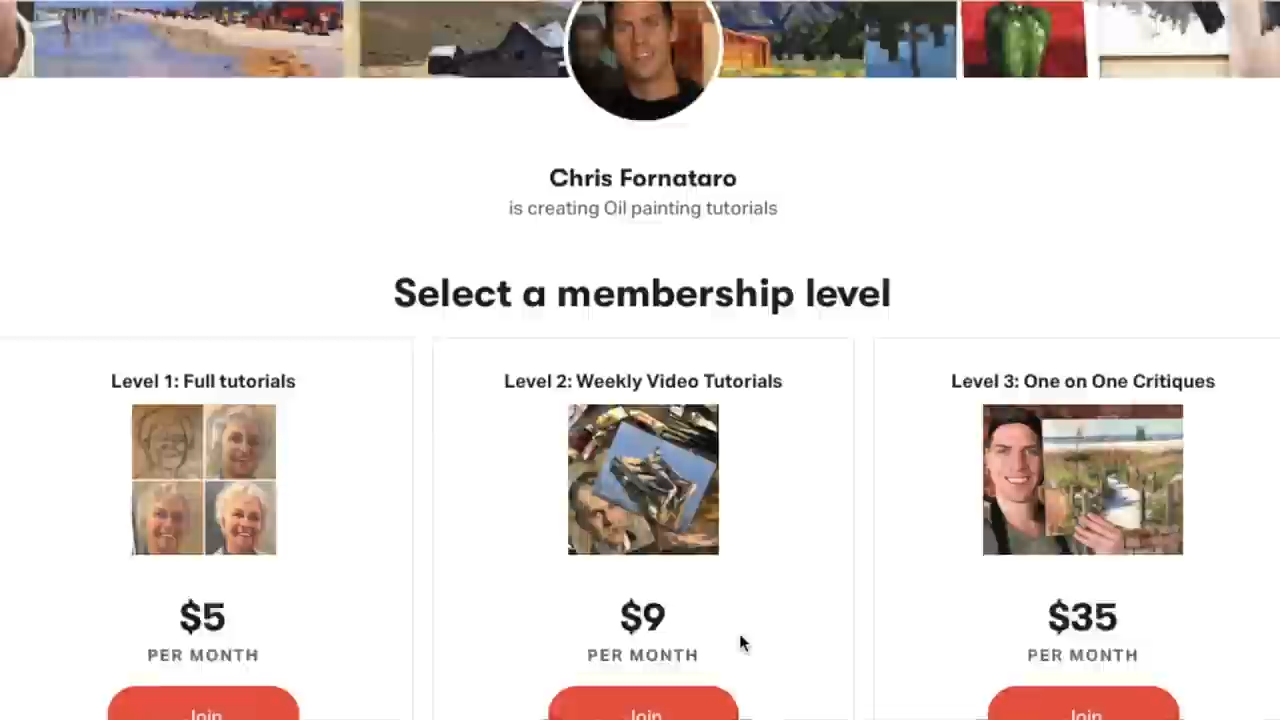 Chris Fornataro
is creating Oil painting tutorials
Select a membership level
Level 1: Full tutorials
Level 2: Weekly Video Tutorials
Level 3: One on One Critiques
$5
$9
$35
PER MONTH
PER MONTH
PER MONTH
Join
Join
Join